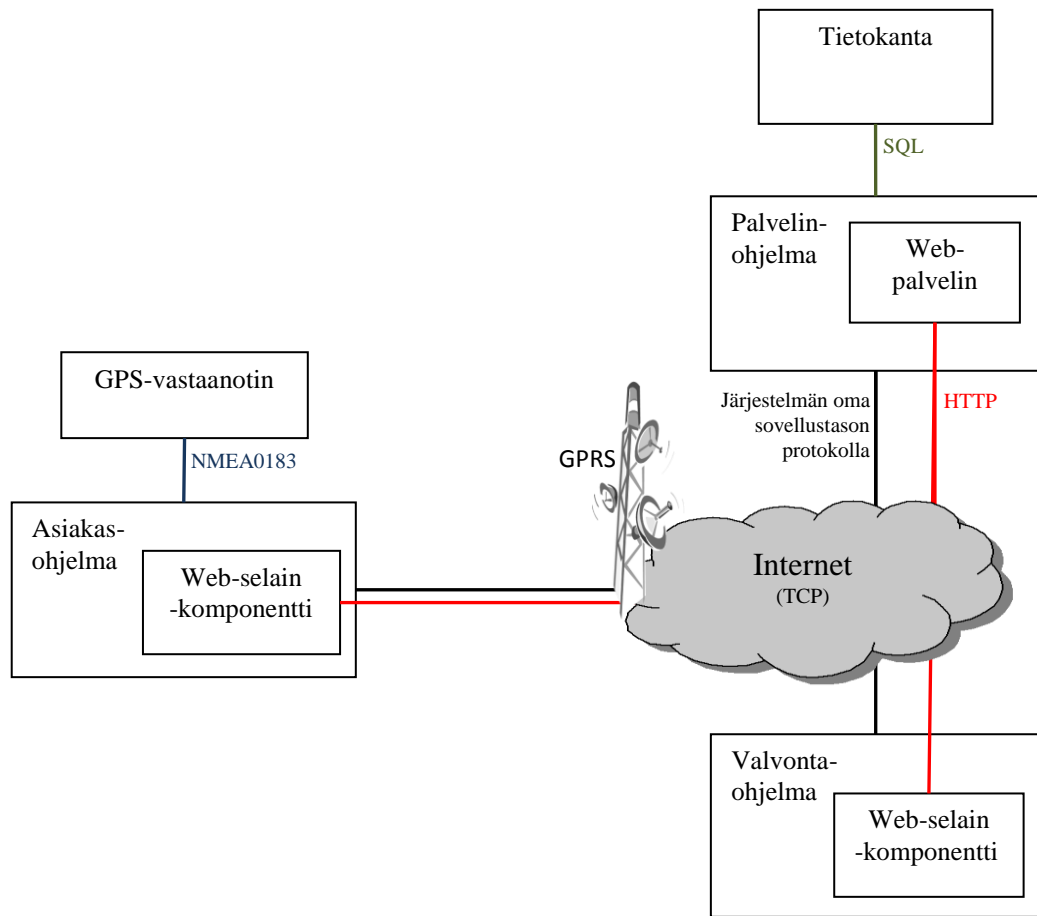 Tietokanta
SQL
Palvelin-
ohjelma
Web-
palvelin
GPS-vastaanotin
NMEA0183
Järjestelmän oma
sovellustason
protokolla
HTTP
GPRS
Asiakas-
ohjelma
Web-selain
-komponentti
Internet
(TCP)
Valvonta-
ohjelma
Web-selain
-komponentti